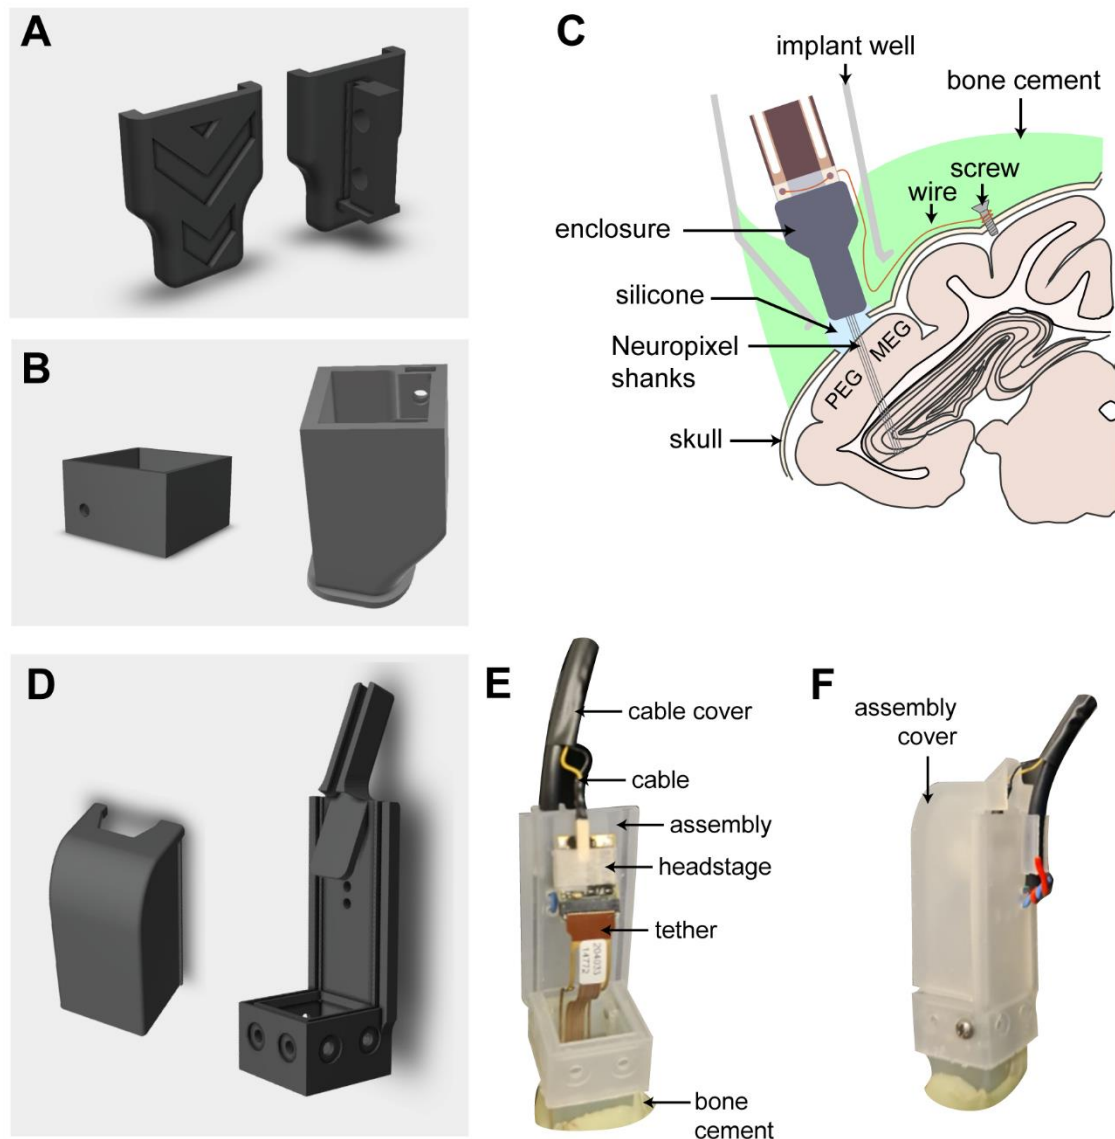 A
B
C
implant well
bone cement
screw
wire
enclosure
silicone
Neuropixel
shanks
MEG
PEG
skull
D
E
cable cover
cable
assembly
headstage
tether
204031
14772
bone
cement
F
assembly
cover